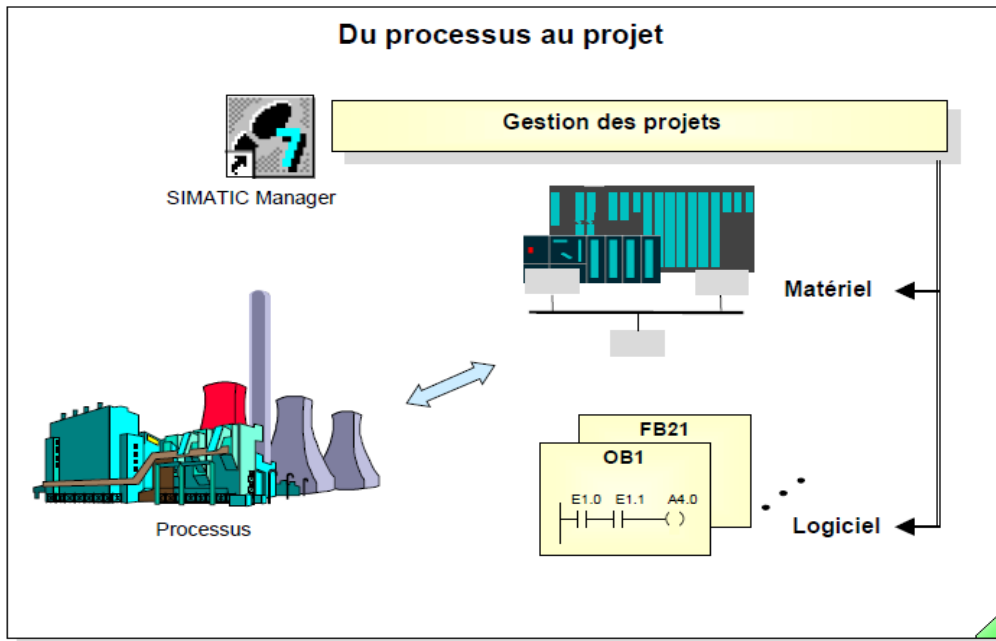 Du processus au projet
Gestion des projets
SIMATIC Manager
Matériel
Processus
FB21
OB1
E1.0 E1.1 A4.0
Logiciel